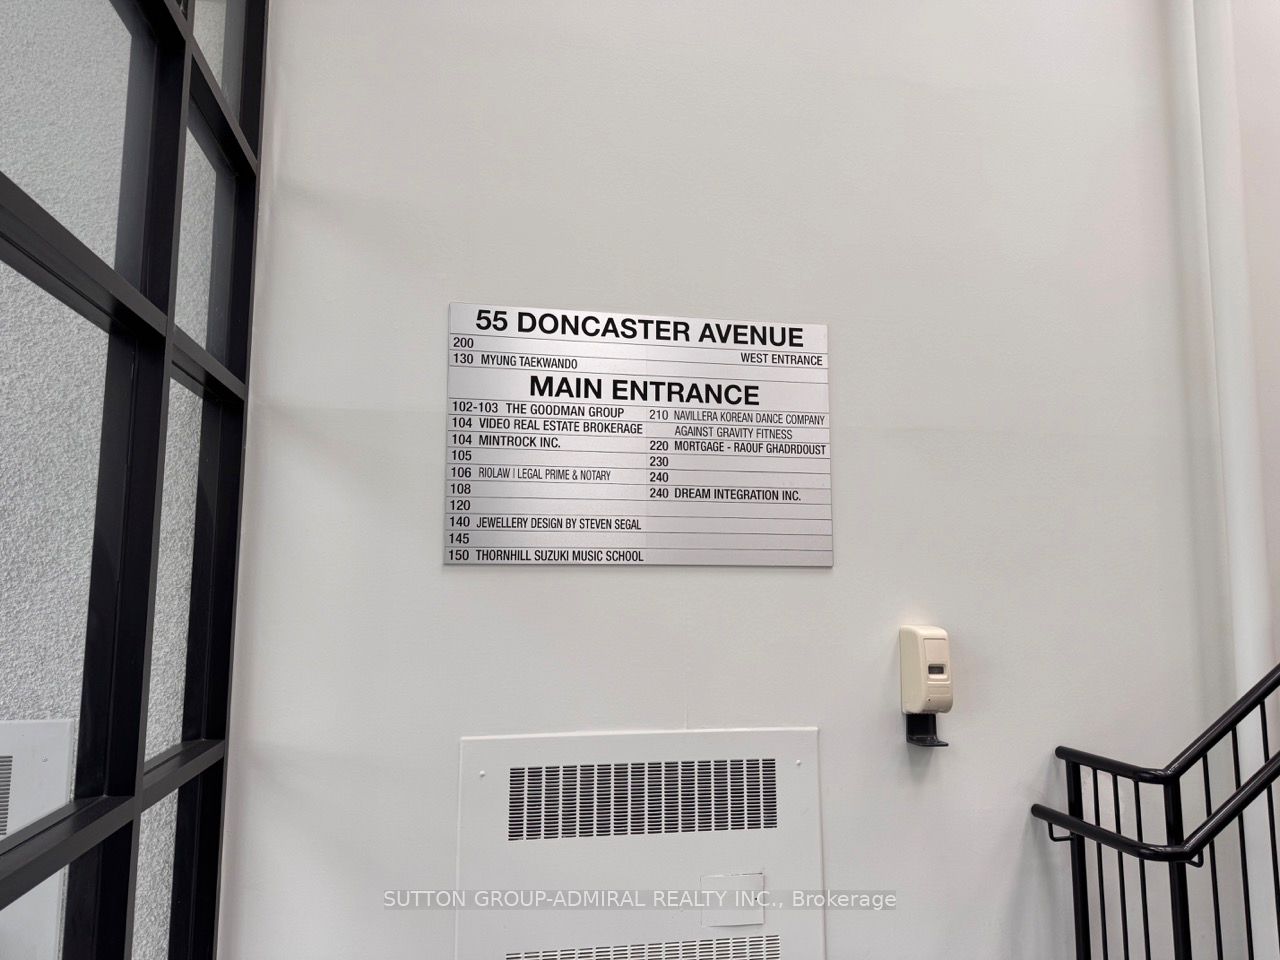 55 DONCASTER AVENUE
200
130 MYUNG TAEKWANDO WEST ENTRANCE
MAIN ENTRANCE
102-103 THE GOODMAN GROUP
104 VIDEO REAL ESTATE BROKERAGE
104 MINTROCK INC.
105
106 RIOLAW | LEGAL PRIME & NOTARY
108
120
140 JEWELLERY DESIGN BY STEVEN SEGAL
145
150 THORNHILL SUZUKI MUSIC SCHOOL
210 NAVILLERA KOREAN DANCE COMPANY
AGAINST GRAVITY FITNESS
220 MORTGAGE - RAOUF GHADRDOUST
230
240
240 DREAM INTEGRATION INC.
SUTTON GROUP-ADMIRAL REALTY INC., Brokerage